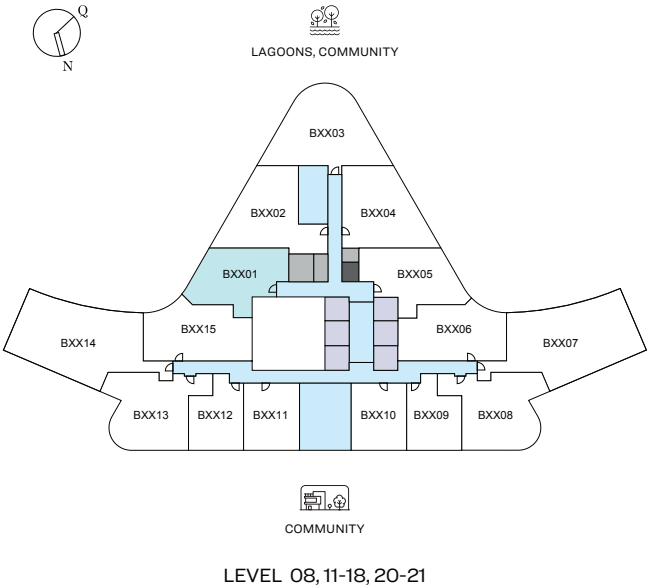 Q
N
LAGOONS, COMMUNITY
BXX03
BXX02
BXX04
BXX01
BXX05
BXX14
BXX15
BXX06
BXX07
BXX13
BXX12
BXX11
BXX10
BXX09
BXX08
COMMUNITY
LEVEL 08, 11-18, 20-21